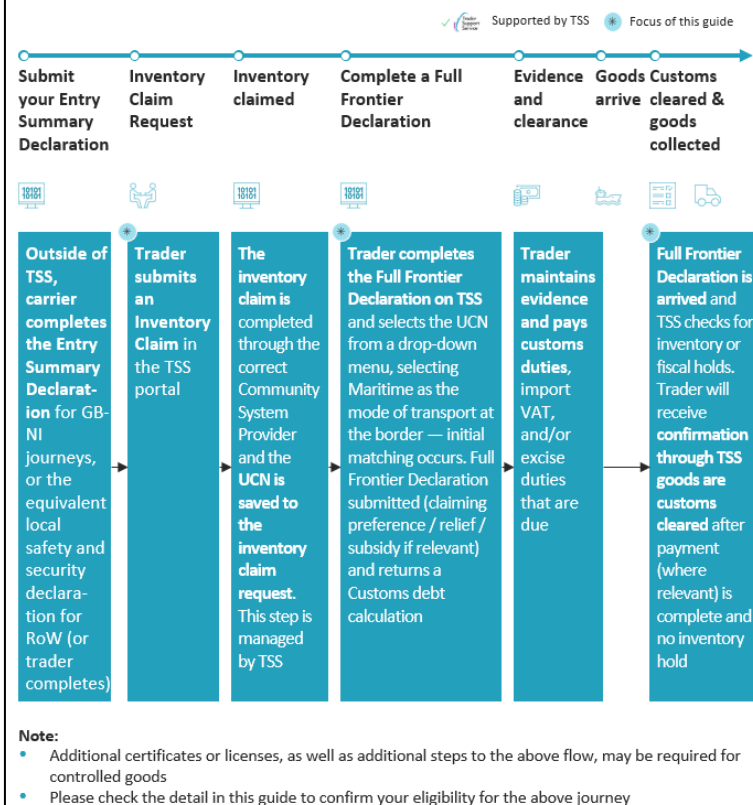 Trader
Support
Service
Supported by TSS
Focus of this guide
Submit
your Entry
Summary
Declaration
Inventory
Claim
Request
Inventory
claimed
Complete a Full
Frontier
Declaration
Evidence
and
clearance
Goods
arrive
Customs
cleared &
goods
collected
10101
10101
10101
10101
10101
10101
Outside of
TSS,
carrier
completes
the Entry
Summary
Declarat-
ion for GB-
NI
journeys,
or the
equivalent
local
safety and
security
declara-
tion for
RoW (or
trader
completes)
Trader
submits
an
Inventory
Claim in
the TSS
portal
The
inventory
claim is
completed
through the
correct
Community
System
Provider
and the
UCN is
saved to
the
inventory
claim
request.
This step is
managed
by TSS
Trader completes
the Full Frontier
Declaration on TSS
and selects the UCN
from a drop-down
menu, selecting
Maritime as the
mode of transport at
the border — initial
matching occurs. Full
Frontier Declaration
submitted (claiming
preference / relief /
subsidy if relevant)
and returns a
Customs debt
calculation
Trader
maintains
evidence
and pays
customs
duties,
import
VAT,
and/or
excise
duties
that are
due
Full Frontier
Declaration is
arrived and
TSS checks for
inventory or
fiscal holds.
Trader will
receive
confirmation
through TSS
goods are
customs
cleared after
payment
(where
relevant) is
complete and
no inventory
hold
Note:
• Additional certificates or licenses, as well as additional steps to the above flow, may be required for
controlled goods
• Please check the detail in this guide to confirm your eligibility for the above journey